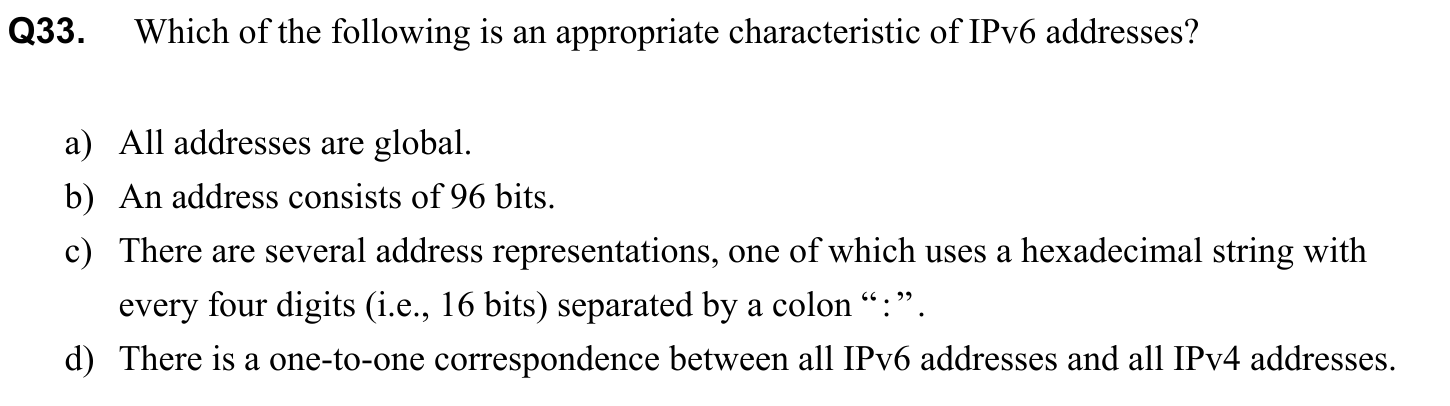 Q33. Which of the following is an appropriate characteristic of IPv6 addresses?
a) All addresses are global.
b) An address consists of 96 bits.
c) There are several address representations, one of which uses a hexadecimal string with
every four digits (i.e., 16 bits) separated by a colon “:”.
d) There is a one-to-one correspondence between all IPv6 addresses and all IPv4 addresses.